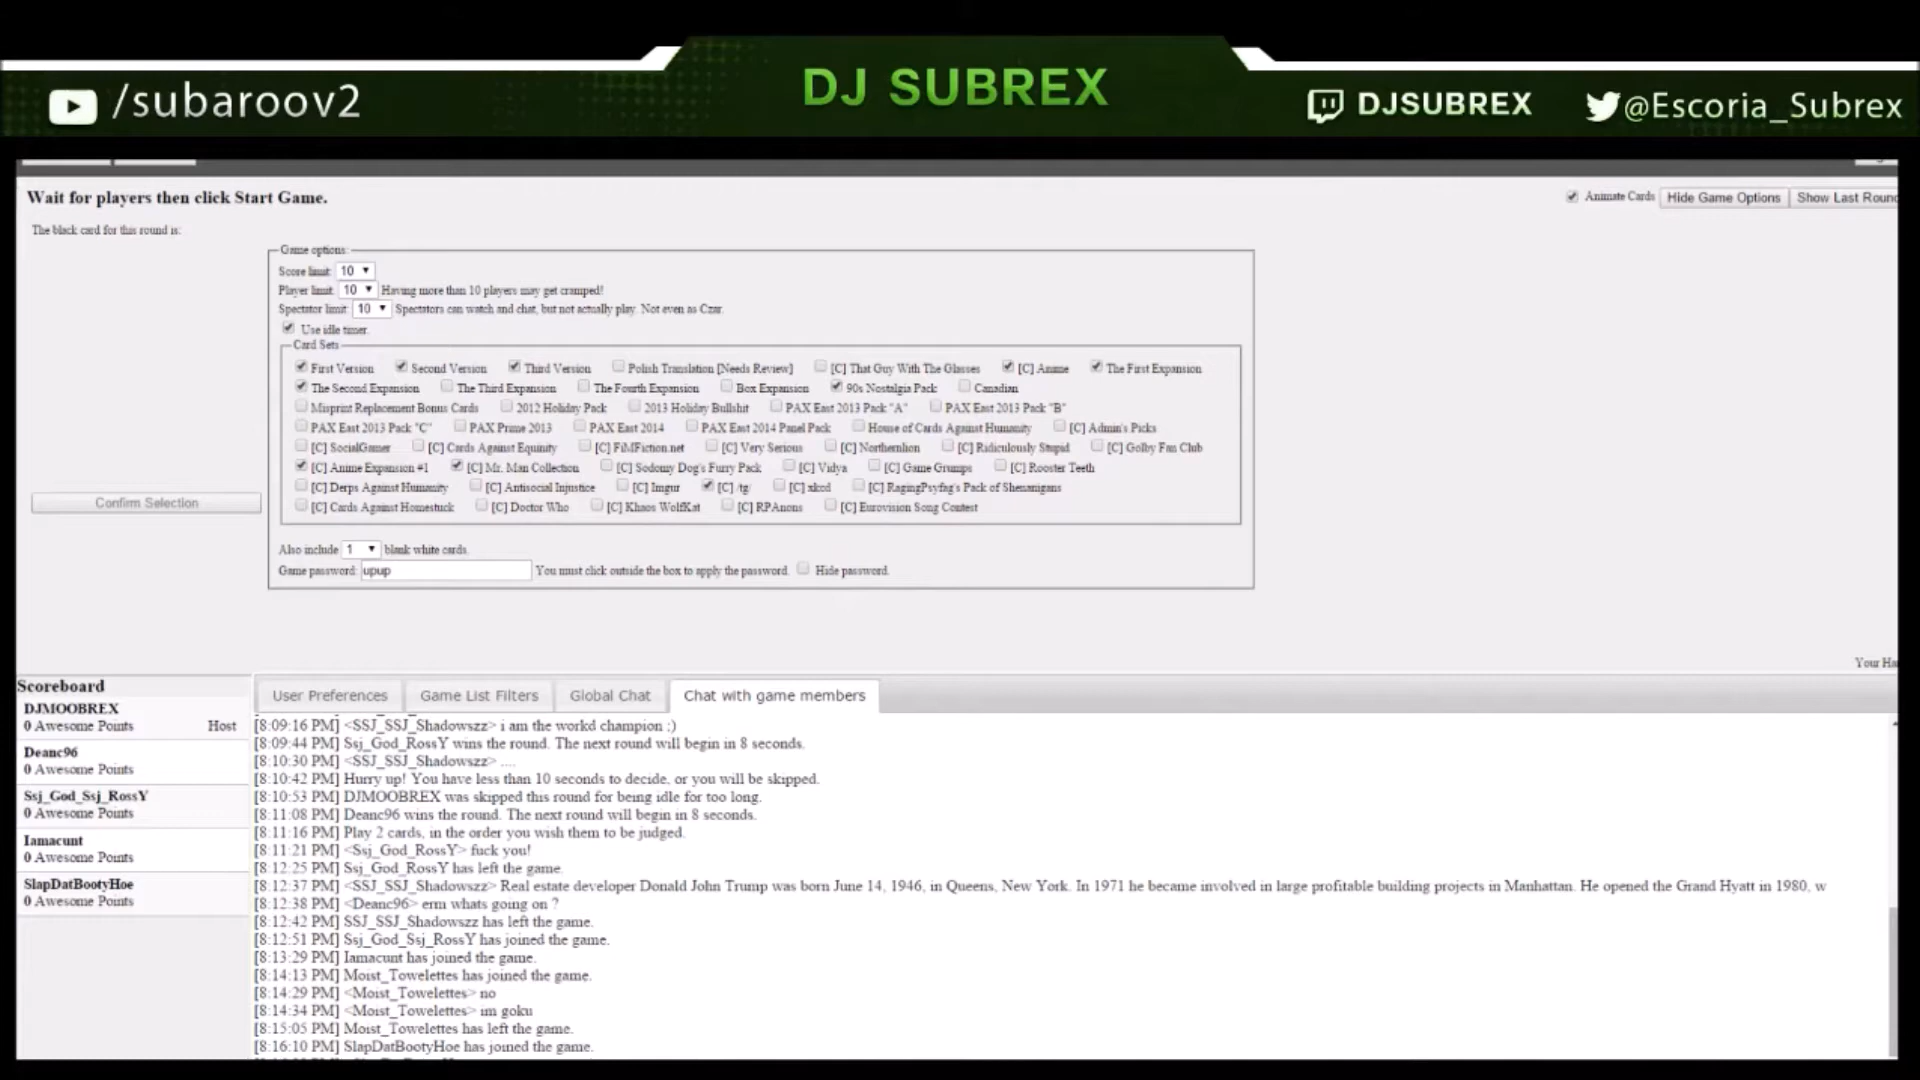 /subaroov2
DJ SUBREX
DJSUBREX
@Escoria_Subrex
Wait for players then click Start Game.
Animate Cards
Hide Game Options
Show Last Roun
The black card for this round is:
Game options:
Score limit: 10
Player limit: 10 Having more than 10 players may get cramped!
Spectator limit: 10 Spectators can watch and chat, but not actually play. Not even as Czar.
Use idle timer.
Card Sets
First Version Second Version Third Version Polish Translation [Needs Review] [C] That Guy With The Glasses [C] Anime The First Expansion
The Second Expansion The Third Expansion The Fourth Expansion Box Expansion 90s Nostalgia Pack Canadian
Misprint Replacement Bonus Cards 2012 Holiday Pack 2013 Holiday Bullshit PAX East 2013 Pack "A" PAX East 2013 Pack "B"
PAX East 2013 Pack "C" PAX Prime 2013 PAX East 2014 PAX East 2014 Panel Pack House of Cards Against Humanity [C] Admin's Picks
[C] SocialGamer [C] Cards Against Equinity [C] FiMFiction.net [C] Very Serious [C] Northernlion [C] Ridiculously Stupid [C] Golby Fan Club
[C] Anime Expansion #1 [C] Mr. Man Collection [C] Sodomy Dog's Furry Pack [C] Vidya [C] Game Grumps [C] Rooster Teeth
[C] Derps Against Humanity [C] Antisocial Injustice [C] Imgur [C] /tg/ [C] xkcd [C] RagingPsyfag's Pack of Shenanigans
[C] Cards Against Homestuck [C] Doctor Who [C] Khaos WolfKat [C] RPAnons [C] Eurovision Song Contest
Confirm Selection
Also include 1 blank white cards.
Game password: upup You must click outside the box to apply the password. Hide password.
Your Ha
Scoreboard
DJMOOBREX
0 Awesome Points Host
Deanc96
0 Awesome Points
Ssj_God_Ssj_RossY
0 Awesome Points
Iamacunt
0 Awesome Points
SlapDatBootyHoe
0 Awesome Points
User Preferences Game List Filters Global Chat Chat with game members
[8:09:16 PM] <SSJ_SSJ_Shadowszz> i am the workd champion ;)
[8:09:44 PM] Ssj_God_RossY wins the round. The next round will begin in 8 seconds.
[8:10:30 PM] <SSJ_SSJ_Shadowszz> ....
[8:10:42 PM] Hurry up! You have less than 10 seconds to decide, or you will be skipped.
[8:10:53 PM] DJMOOBREX was skipped this round for being idle for too long.
[8:11:08 PM] Deanc96 wins the round. The next round will begin in 8 seconds.
[8:11:16 PM] Play 2 cards, in the order you wish them to be judged.
[8:11:21 PM] <Ssj_God_RossY> fuck you!
[8:12:25 PM] Ssj_God_RossY has left the game.
[8:12:37 PM] <SSJ_SSJ_Shadowszz> Real estate developer Donald John Trump was born June 14, 1946, in Queens, New York. In 1971 he became involved in large profitable building projects in Manhattan. He opened the Grand Hyatt in 1980, w
[8:12:38 PM] <Deanc96> erm whats going on ?
[8:12:42 PM] SSJ_SSJ_Shadowszz has left the game.
[8:12:51 PM] Ssj_God_Ssj_RossY has joined the game.
[8:13:29 PM] Iamacunt has joined the game.
[8:14:13 PM] Moist_Towelettes has joined the game.
[8:14:29 PM] <Moist_Towelettes> no
[8:14:34 PM] <Moist_Towelettes> im goku
[8:15:05 PM] Moist_Towelettes has left the game.
[8:16:10 PM] SlapDatBootyHoe has joined the game.